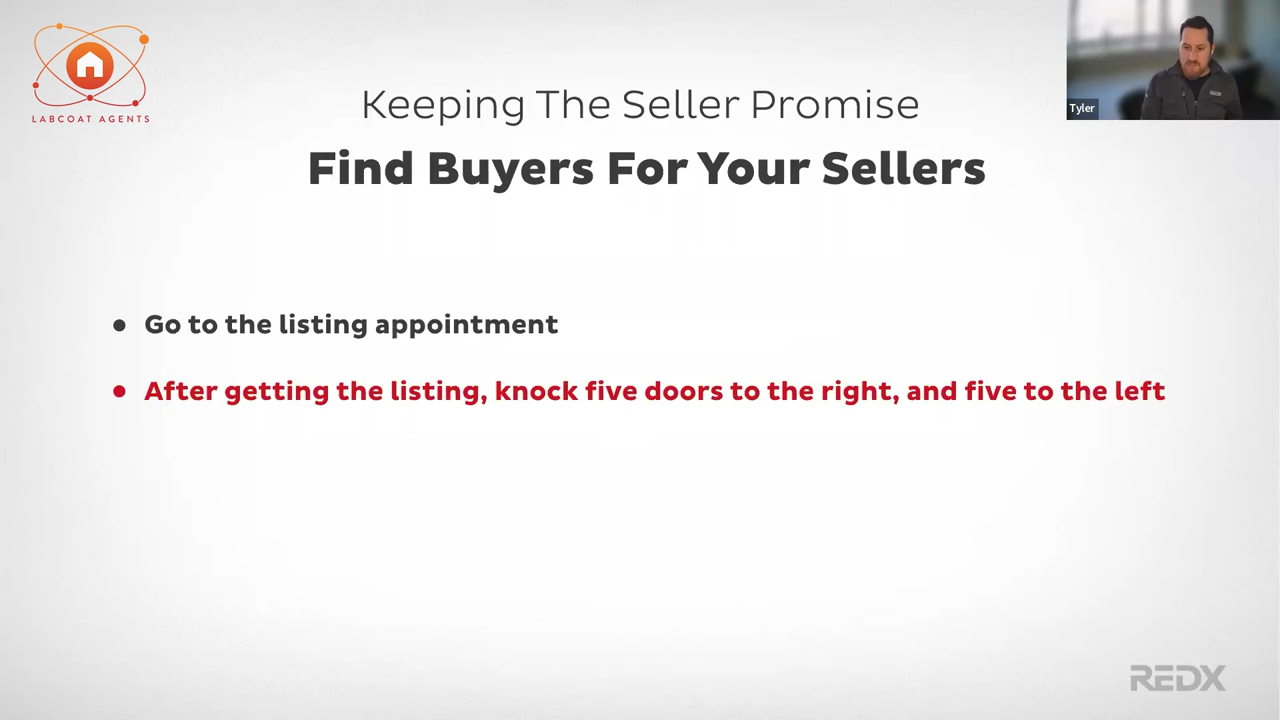 LABCOAT AGENTS
Keeping The Seller Promise
Find Buyers For Your Sellers
Tyler
REDX
• Go to the listing appointment
• After getting the listing, knock five doors to the right, and five to the left
REDX